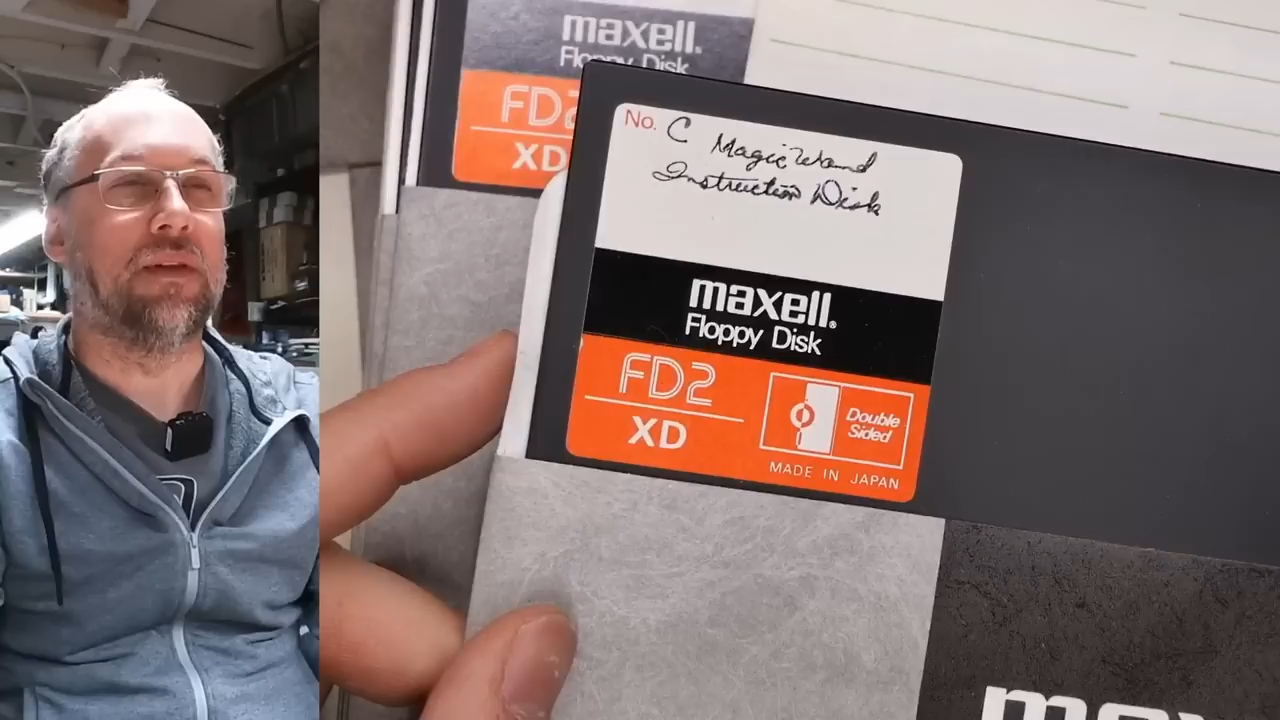 maxell®
Floppy Disk
FD2
XD
No. C Magic Wand
Instruction Disk
maxell®
Floppy Disk
FD2
XD
Double
Sided
MADE IN JAPAN